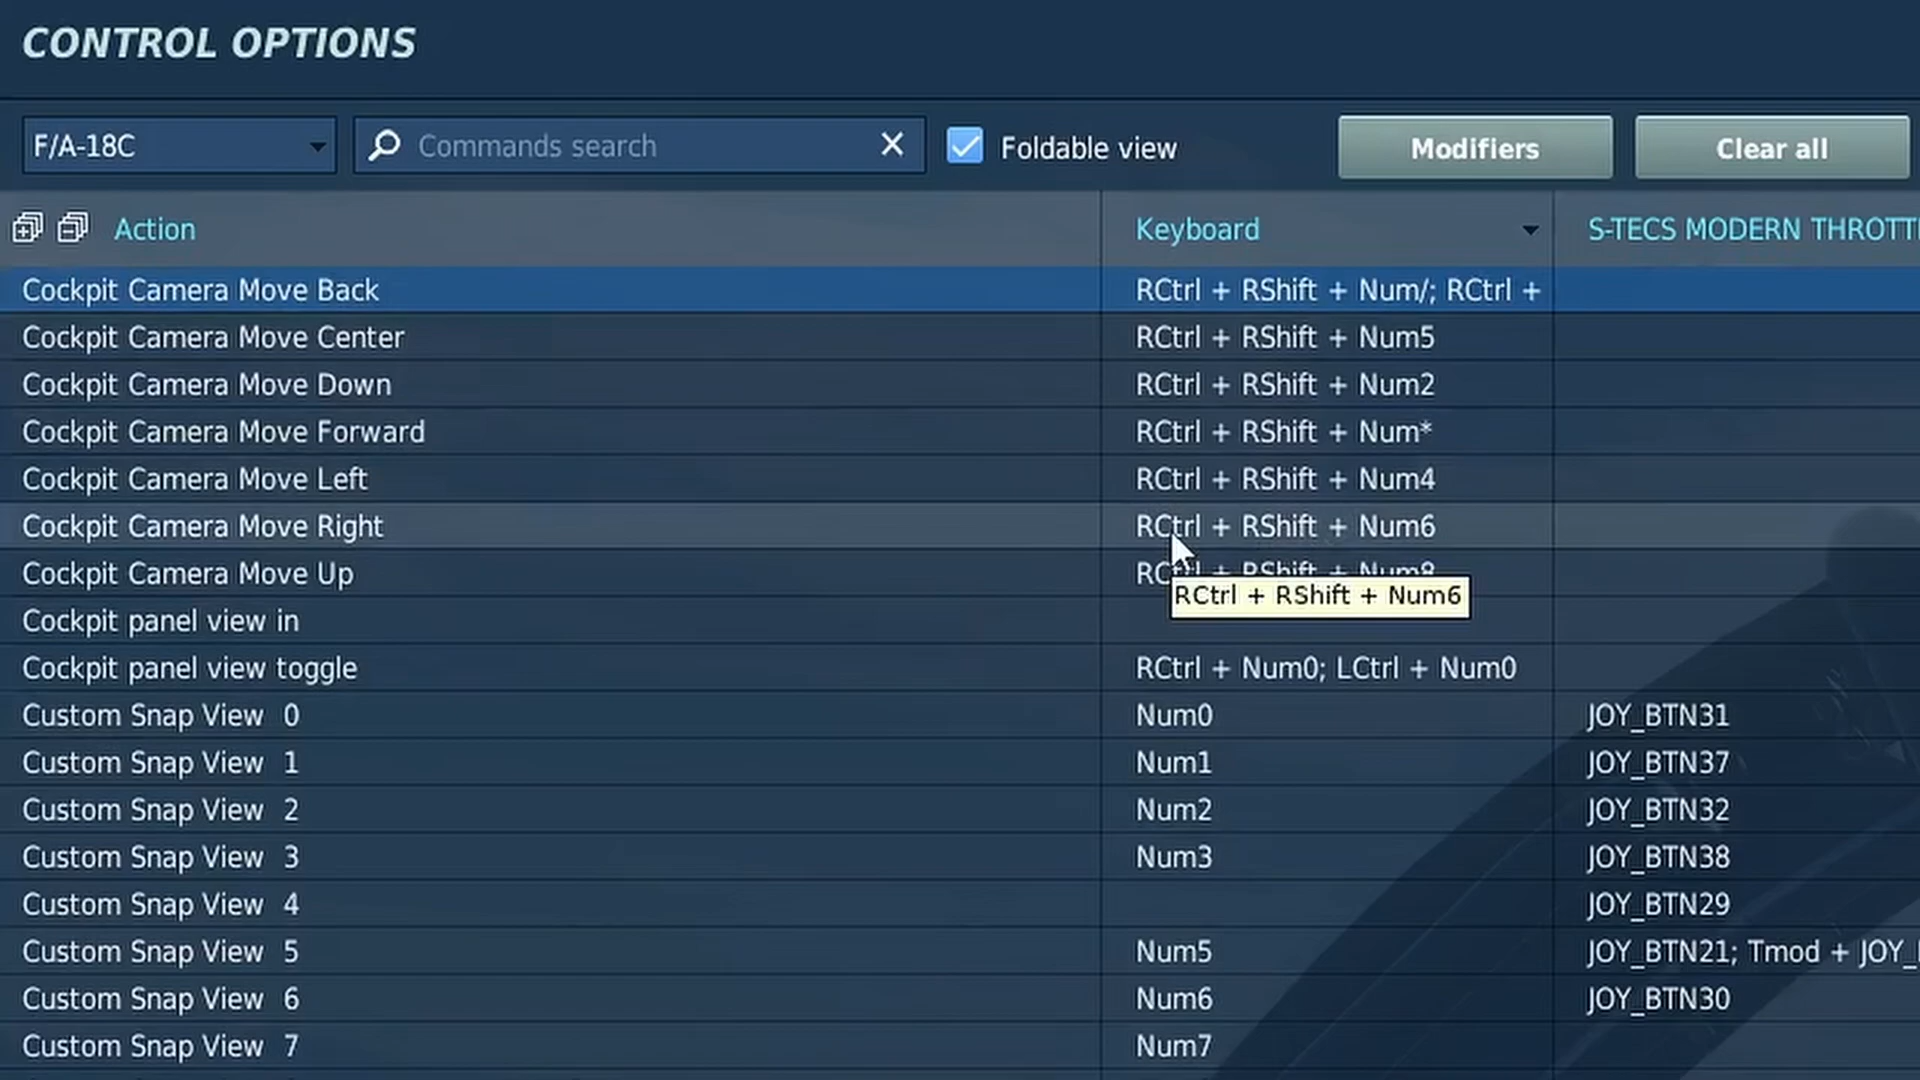 CONTROL OPTIONS
F/A-18C Commands search Foldable view Modifiers Clear all
Action Keyboard S-TECS MODERN
Cockpit Camera Move Back RCtrl + RShift + Num/; RCtrl +
Cockpit Camera Move Center RCtrl + RShift + Num5
Cockpit Camera Move Down RCtrl + RShift + Num2
Cockpit Camera Move Forward RCtrl + RShift + Num*
Cockpit Camera Move Left RCtrl + RShift + Num4
Cockpit Camera Move Right RCtrl + RShift + Num6
Cockpit Camera Move Up RCtrl + RShift + Num8
RCtrl + RShift + Num6
Cockpit panel view in
Cockpit panel view toggle RCtrl + Num0; LCtrl + Num0
Custom Snap View 0 Num0 JOY_BTN31
Custom Snap View 1 Num1 JOY_BTN37
Custom Snap View 2 Num2 JOY_BTN32
Custom Snap View 3 Num3 JOY_BTN38
Custom Snap View 4 JOY_BTN29
Custom Snap View 5 Num5 JOY_BTN21; Tmod + JOY_
Custom Snap View 6 Num6 JOY_BTN30
Custom Snap View 7 Num7